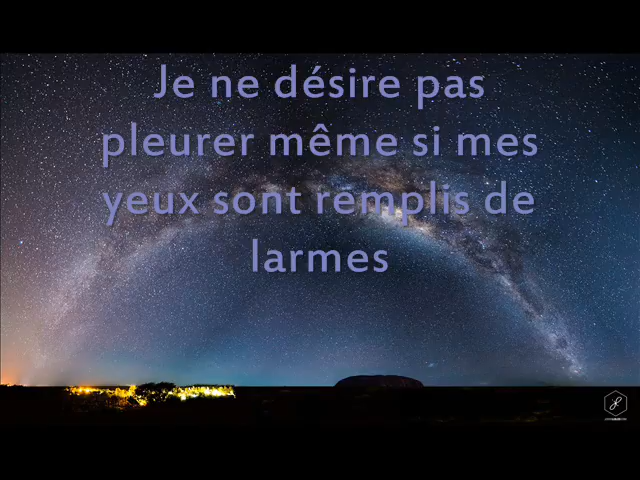 Je ne désire pas
pleurer même si mes
yeux sont remplis de
larmes